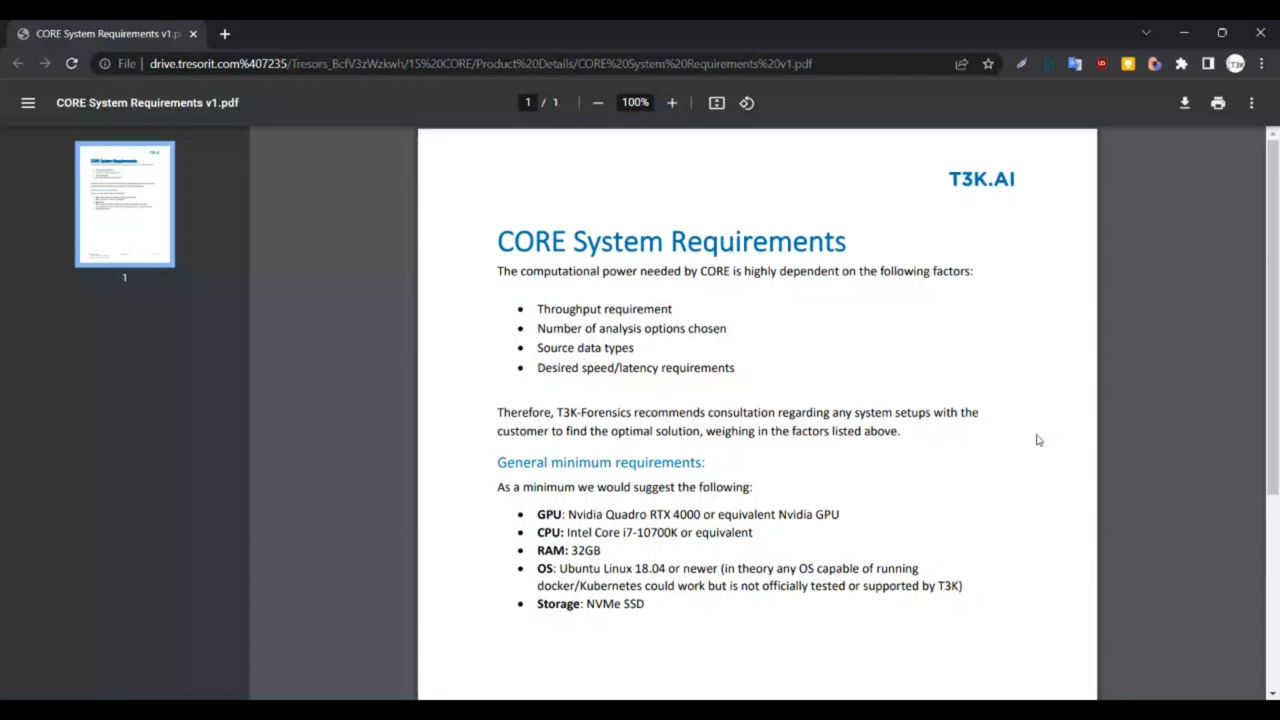 CORE System Requirements v1.p
File
drive.tresorit.com%407235/Tresors_BcfV3zWzkwh/15%20CORE/Product%20Details/CORE%20System%20Requirements%20v1.pdf
T3K
CORE System Requirements v1.pdf
1 / 1
100%
1
T3K.AI
CORE System Requirements
The computational power needed by CORE is highly dependent on the following factors:
• Throughput requirement
• Number of analysis options chosen
• Source data types
• Desired speed/latency requirements
Therefore, T3K-Forensics recommends consultation regarding any system setups with the
customer to find the optimal solution, weighing in the factors listed above.
General minimum requirements:
As a minimum we would suggest the following:
• GPU: Nvidia Quadro RTX 4000 or equivalent Nvidia GPU
• CPU: Intel Core i7-10700K or equivalent
• RAM: 32GB
• OS: Ubuntu Linux 18.04 or newer (in theory any OS capable of running
docker/Kubernetes could work but is not officially tested or supported by T3K)
• Storage: NVMe SSD